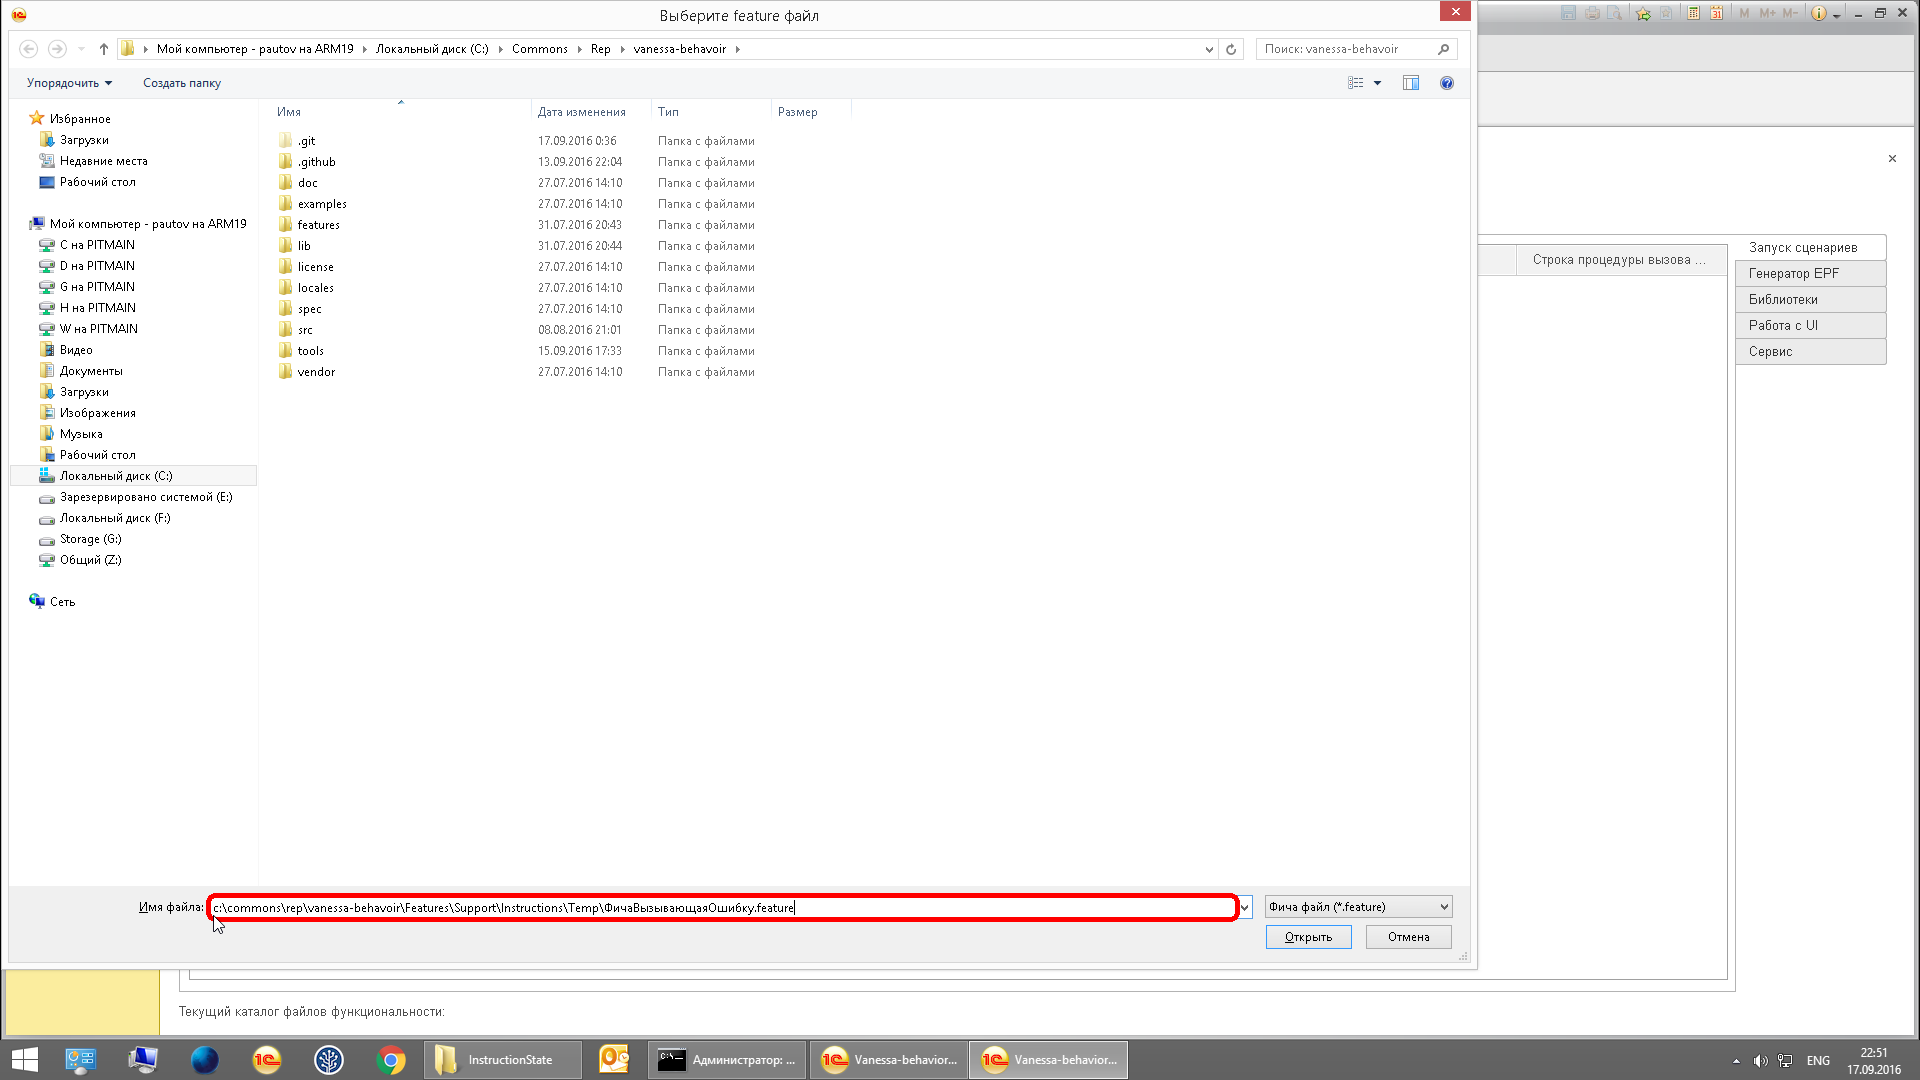 Выберите feature файл
Мой компьютер - pautov на ARM19
Локальный диск (C:)
Commons
Rep
vanessa-behavoir
Поиск: vanessa-behavoir
M M+ M-
Упорядочить
Создать папку
Имя
Дата изменения
Тип
Размер
Избранное
Загрузки
Недавние места
Рабочий стол
Мой компьютер - pautov на ARM19
C на PITMAIN
D на PITMAIN
G на PITMAIN
H на PITMAIN
W на PITMAIN
Видео
Документы
Загрузки
Изображения
Музыка
Рабочий стол
Локальный диск (C:)
Зарезервировано системой (E:)
Локальный диск (F:)
Storage (G:)
Общий (Z:)
Сеть
.git 17.09.2016 0:36 Папка с файлами
.github 13.09.2016 22:04 Папка с файлами
doc 27.07.2016 14:10 Папка с файлами
examples 27.07.2016 14:10 Папка с файлами
features 31.07.2016 20:43 Папка с файлами
lib 31.07.2016 20:44 Папка с файлами
license 27.07.2016 14:10 Папка с файлами
locales 27.07.2016 14:10 Папка с файлами
spec 27.07.2016 14:10 Папка с файлами
src 08.08.2016 21:01 Папка с файлами
tools 15.09.2016 17:33 Папка с файлами
vendor 27.07.2016 14:10 Папка с файлами
Строка процедуры вызова ...
Запуск сценариев
Генератор EPF
Библиотеки
Работа с UI
Сервис
Имя файла: c:\commons\rep\vanessa-behavoir\Features\Support\Instructions\Temp\ФичаВызывающаяОшибку.feature
Фича файл (*.feature)
Открыть
Отмена
Текущий каталог файлов функциональности:
InstructionState
Администратор: ...
Vanessa-behavior...
Vanessa-behavior...
ENG
22:51
17.09.2016